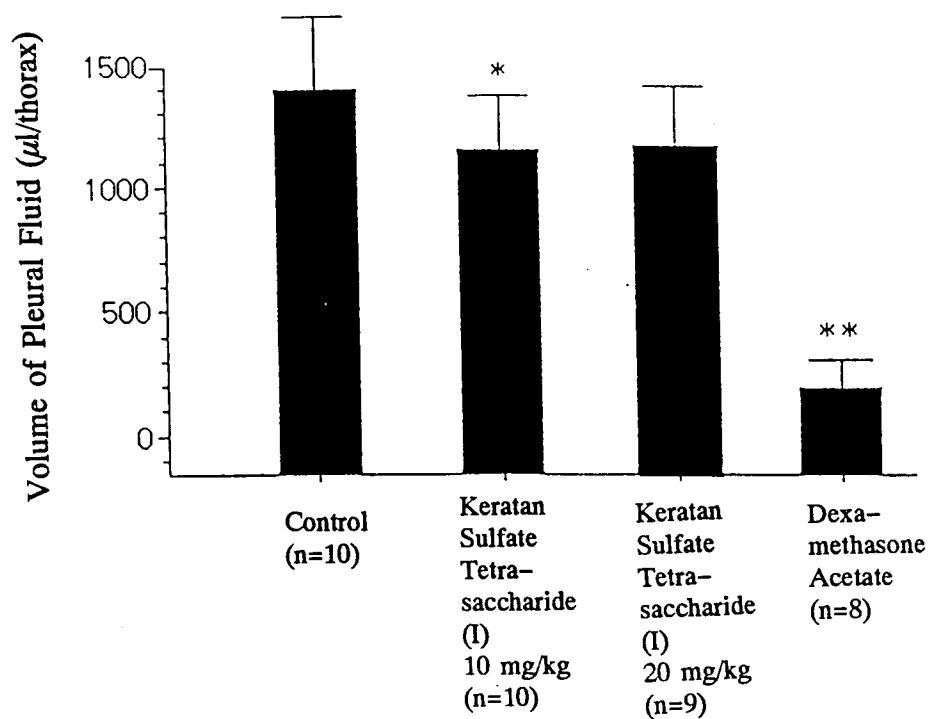 Volume of Pleural Fluid (μl/thorax)
1500
1000
500
0
*
**
Control
(n=10)
Keratan
Sulfate
Tetra–
saccharide
(I)
10 mg/kg
(n=10)
Keratan
Sulfate
Tetra–
saccharide
(I)
20 mg/kg
(n=9)
Dexa–
methasone
Acetate
(n=8)